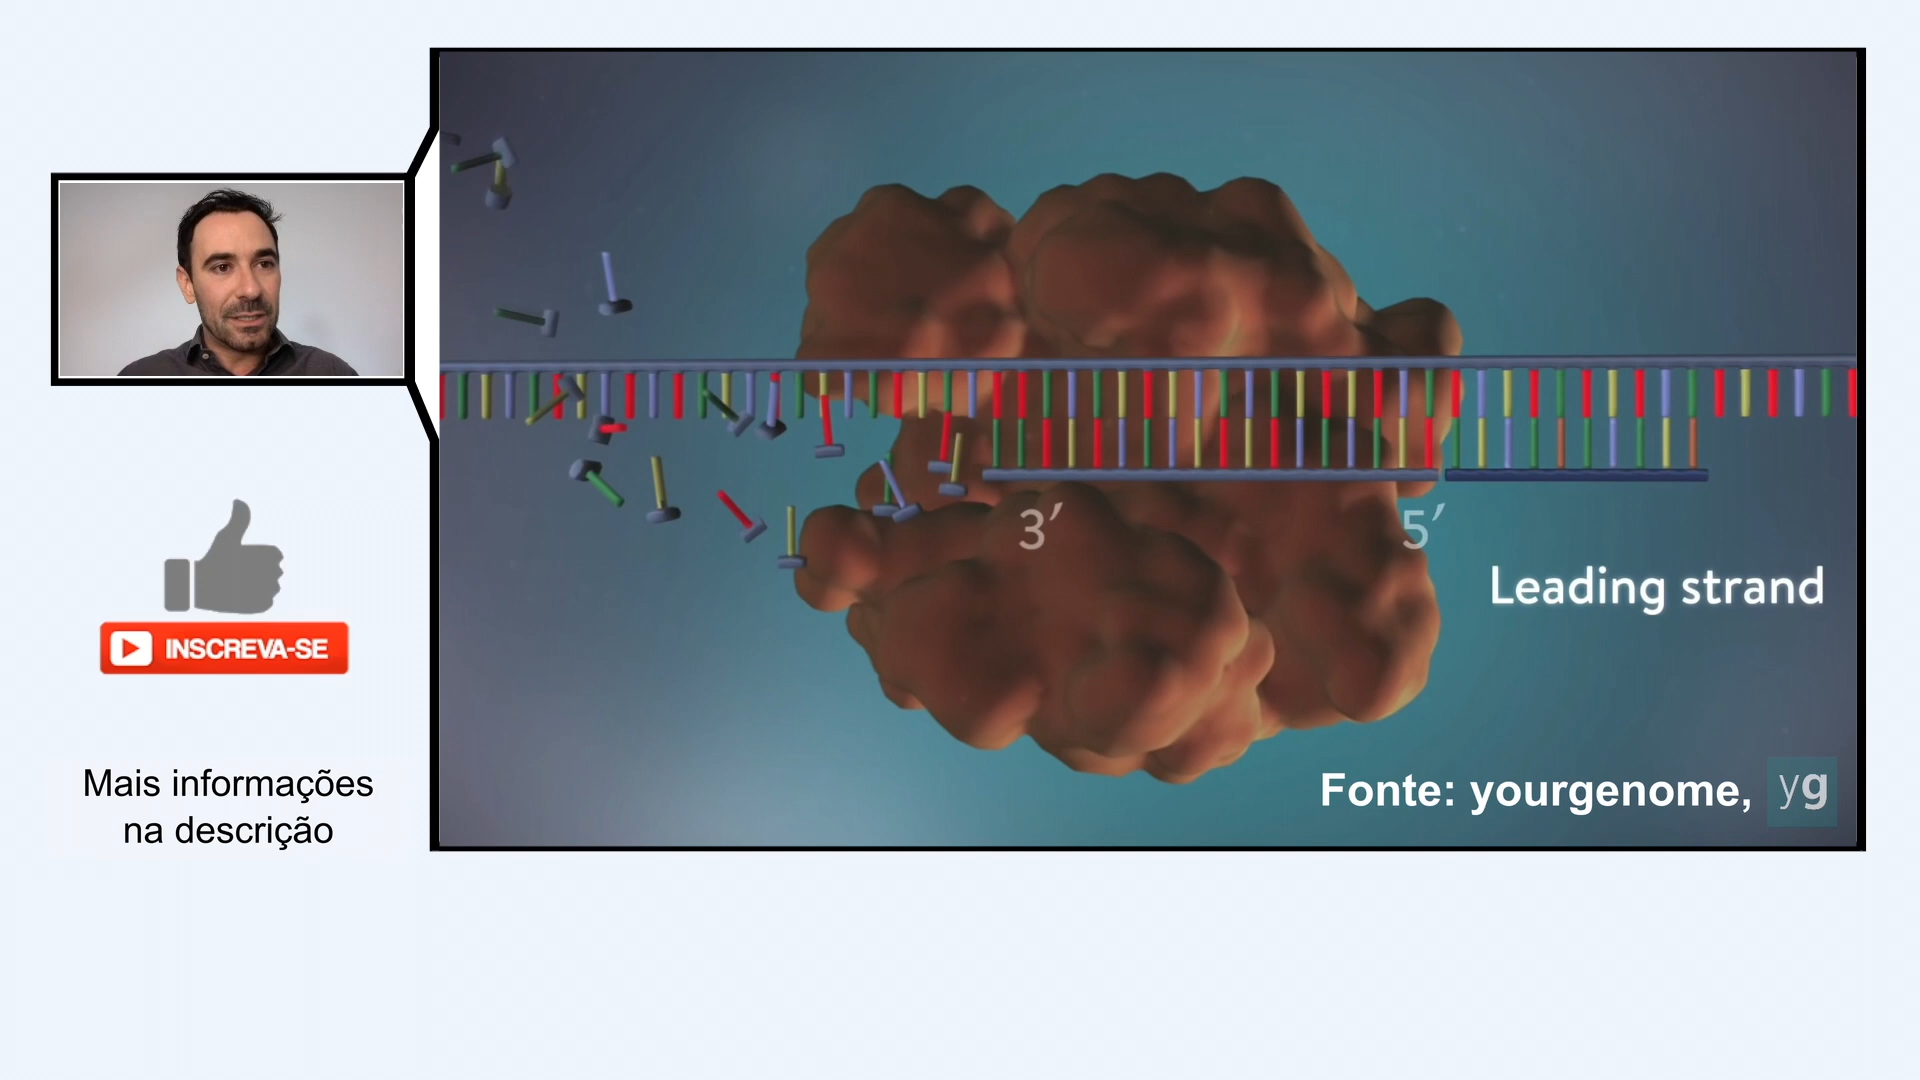 3′
5′
Leading strand
Fonte: yourgenome, yg
INSCREVA-SE
Mais informações
na descrição